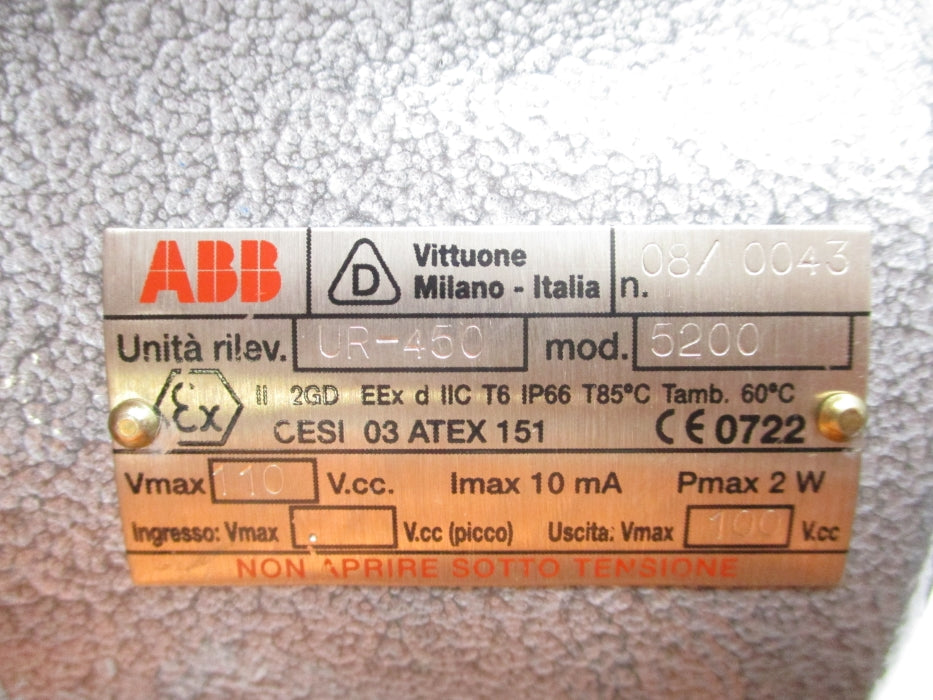 ABB D Vittuone n. 08/ 0043
Milano - Italia
Unità rilev. UR-450 mod. 5200
Ex II 2GD EEx d IIC T6 IP66 T85°C Tamb. 60°C
CESI 03 ATEX 151 CE 0722
Vmax 110 V.cc. Imax 10 mA Pmax 2 W
Ingresso: Vmax . V.cc (picco) Uscita: Vmax 100 V.cc
NON APRIRE SOTTO TENSIONE